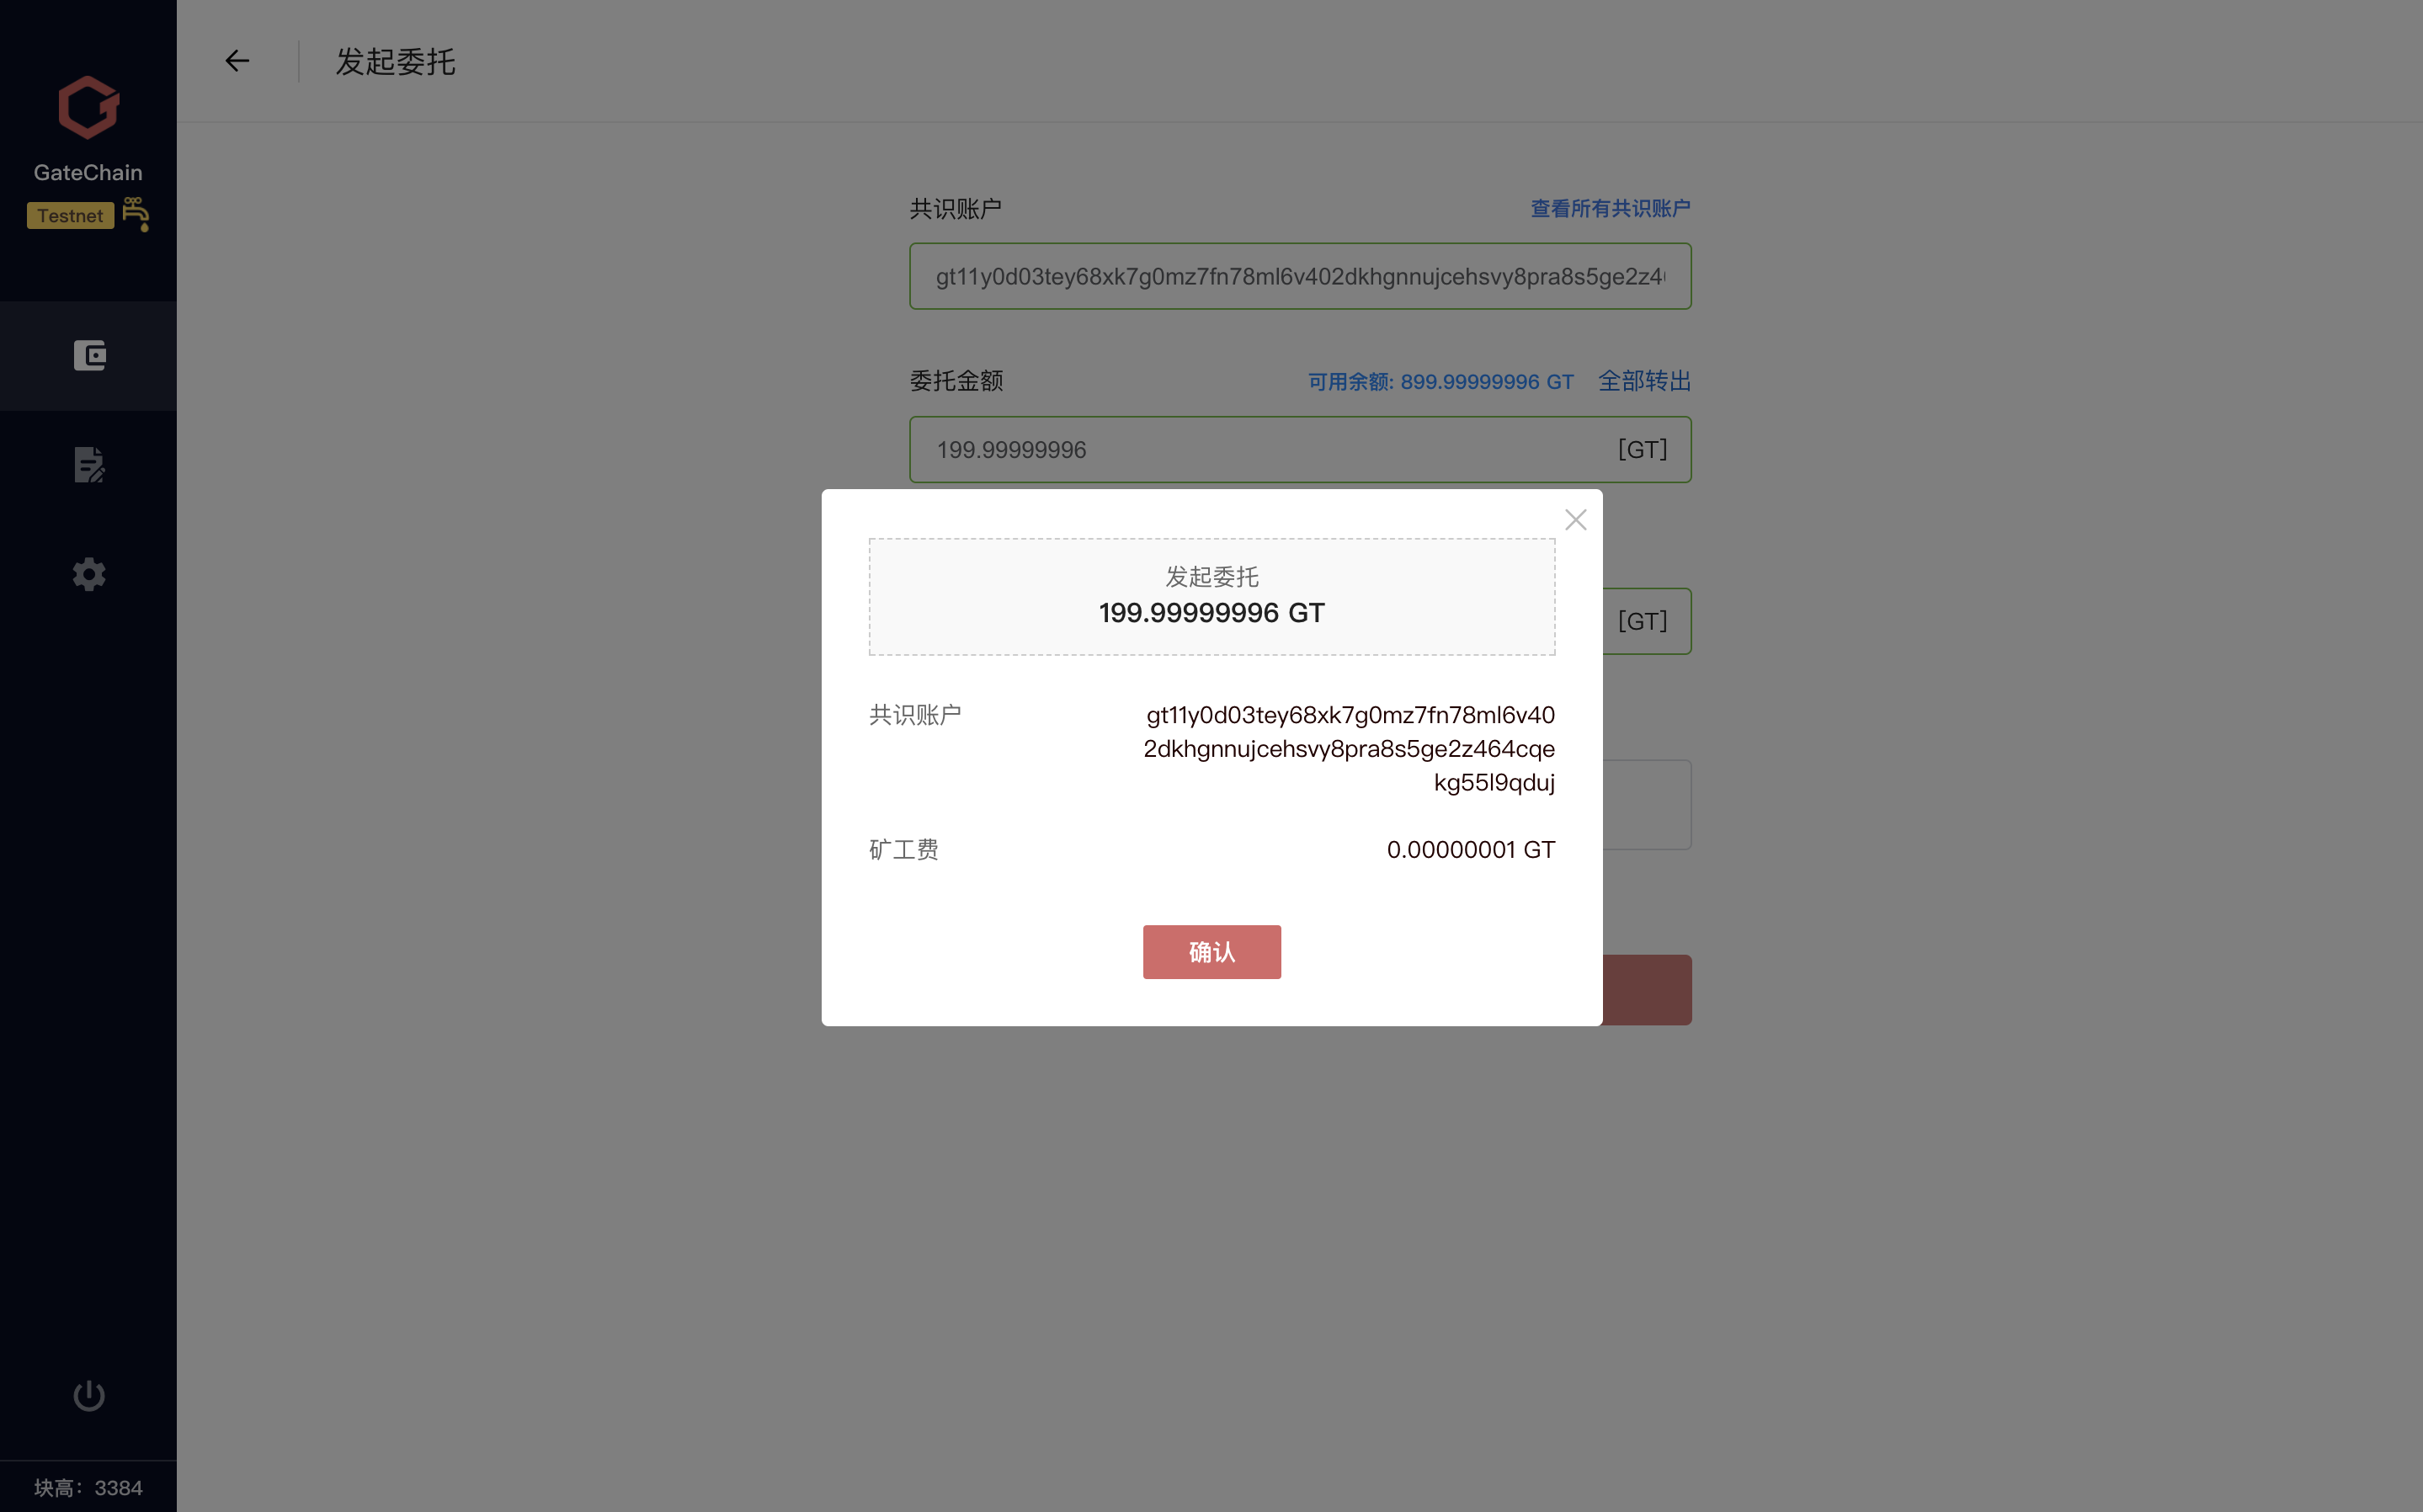 GateChain
Testnet
块高：3384
发起委托
共识账户
查看所有共识账户
gt11y0d03tey68xk7g0mz7fn78ml6v402dkhgnnujcehsvy8pra8s5ge2z4
委托金额
可用余额: 899.99999996 GT 全部转出
199.99999996 [GT]
[GT]
发起委托
199.99999996 GT
共识账户
gt11y0d03tey68xk7g0mz7fn78ml6v40
2dkhgnnujcehsvy8pra8s5ge2z464cqe
kg55l9qduj
矿工费
0.00000001 GT
确认